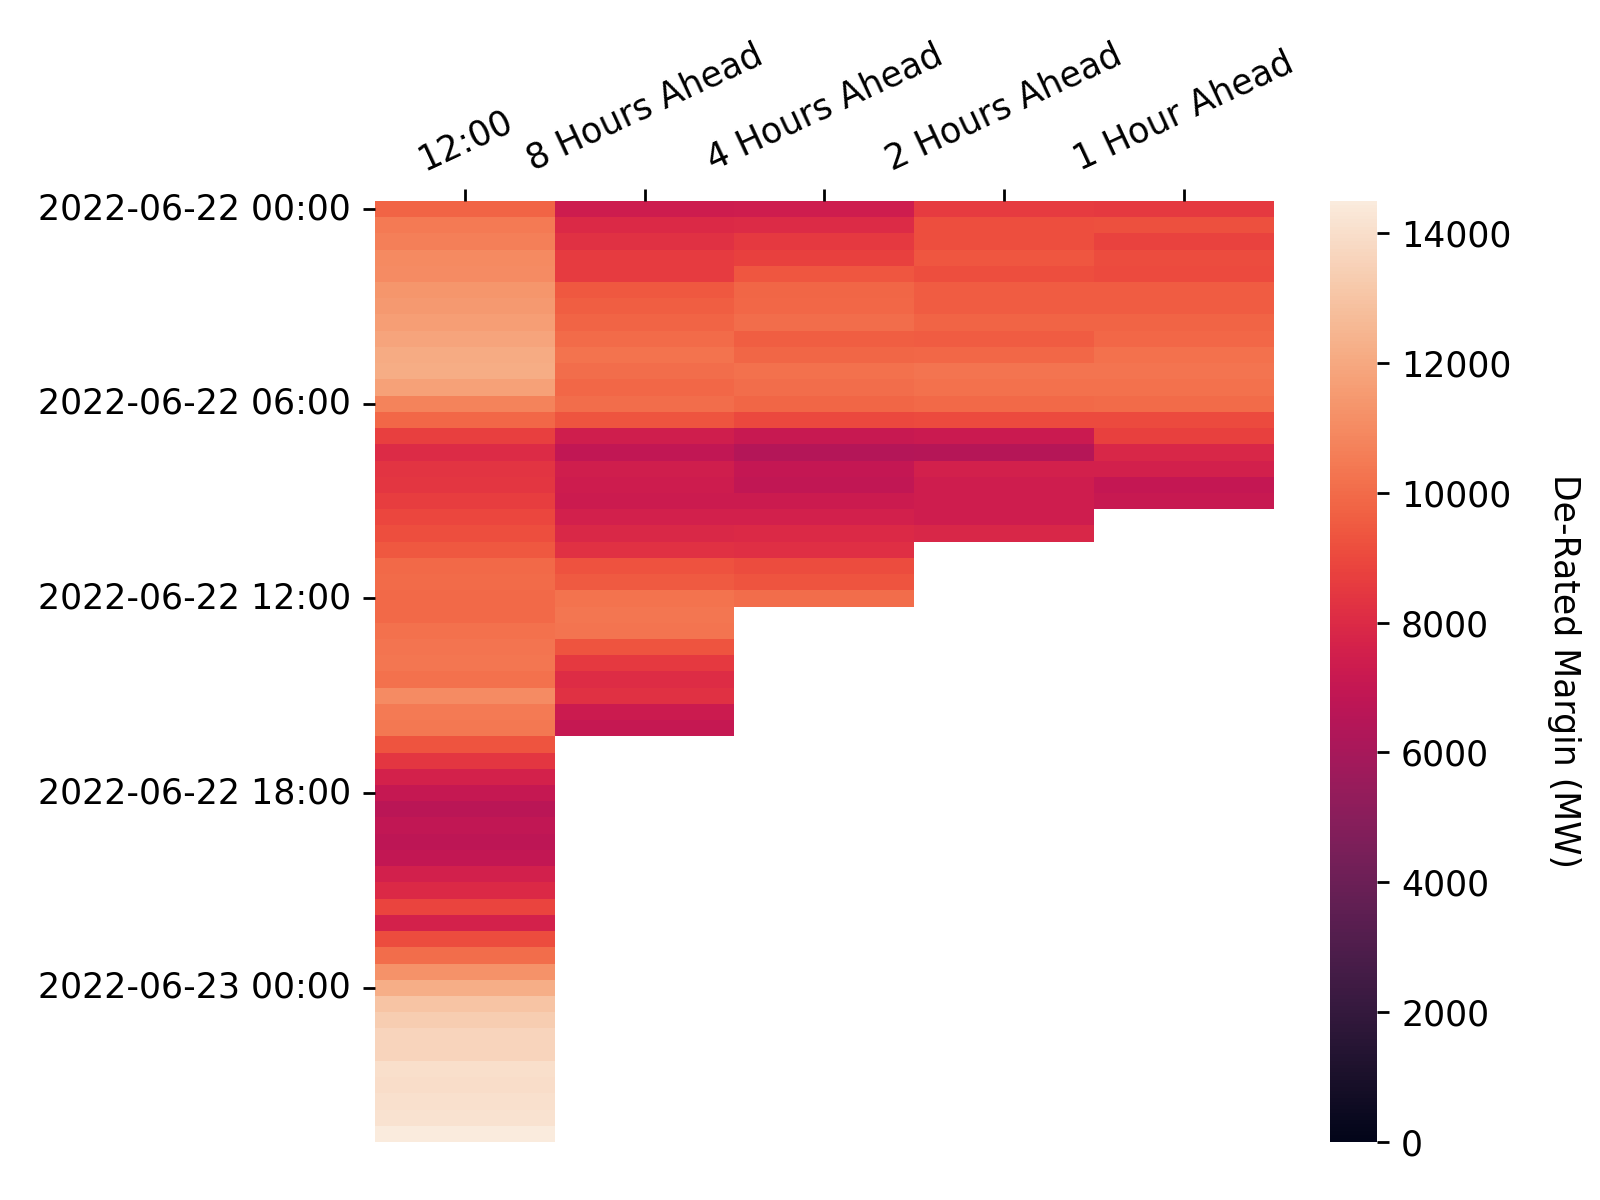 12:00
8 Hours Ahead
4 Hours Ahead
2 Hours Ahead
1 Hour Ahead
2022-06-22 00:00
2022-06-22 06:00
2022-06-22 12:00
2022-06-22 18:00
2022-06-23 00:00
14000
12000
10000
8000
6000
4000
2000
0
De-Rated Margin (MW)